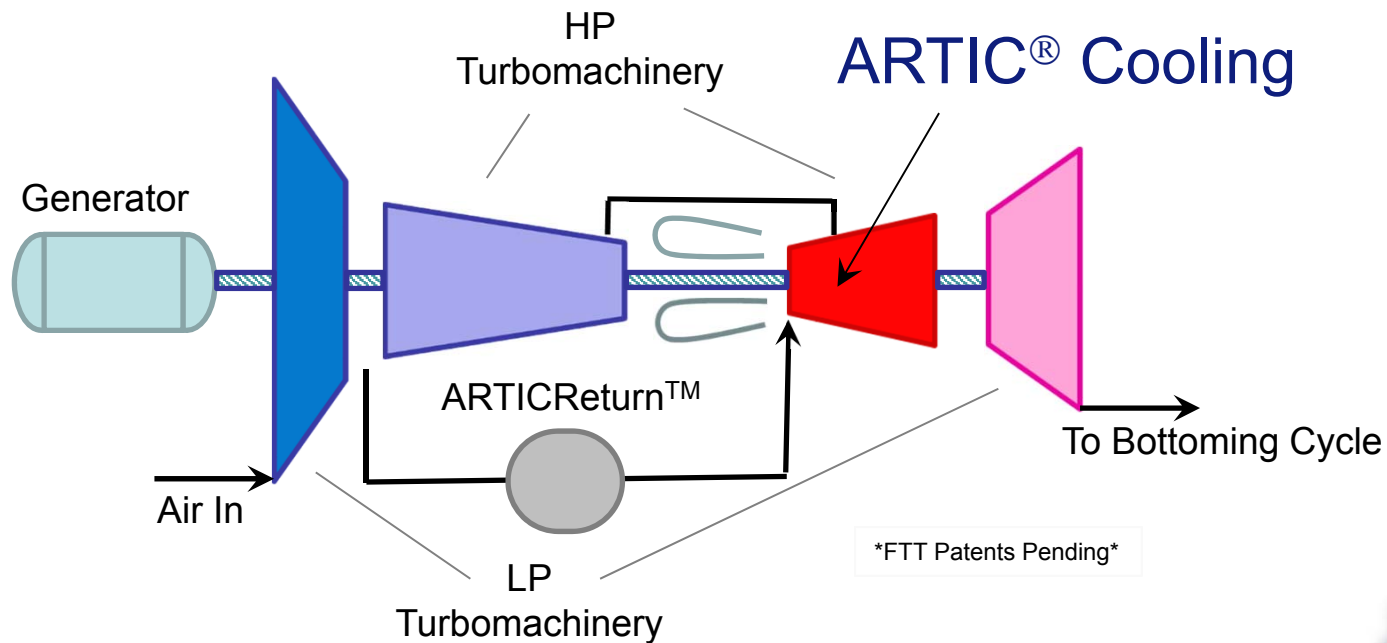 HP
Turbomachinery
ARTIC® Cooling
Generator
ARTICReturn™
To Bottoming Cycle
Air In
*FTT Patents Pending*
LP
Turbomachinery